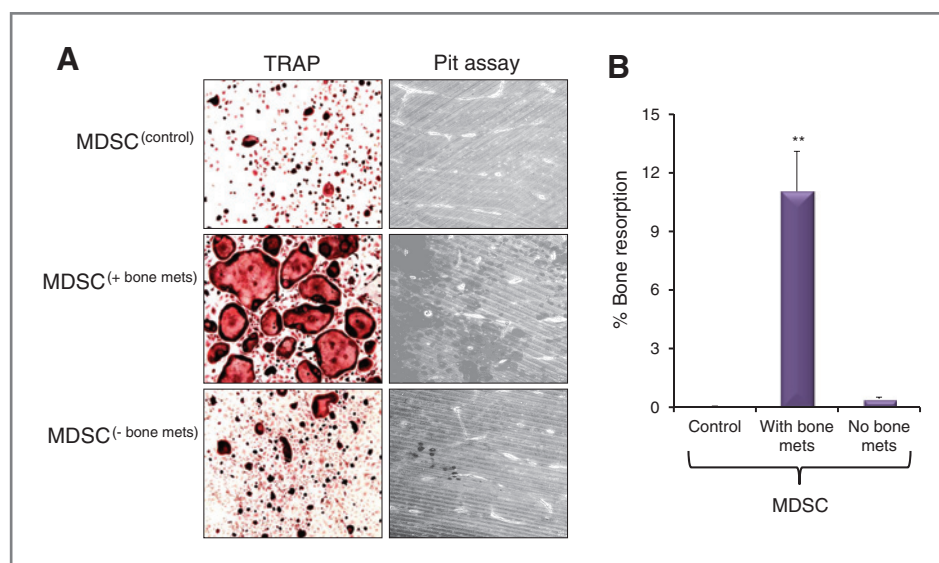 A
TRAP
Pit assay
MDSC(control)
MDSC(+ bone mets)
MDSC(- bone mets)
B
% Bone resorption
15
12
9
6
3
0
**
Control
With bone
mets
No bone
mets
MDSC